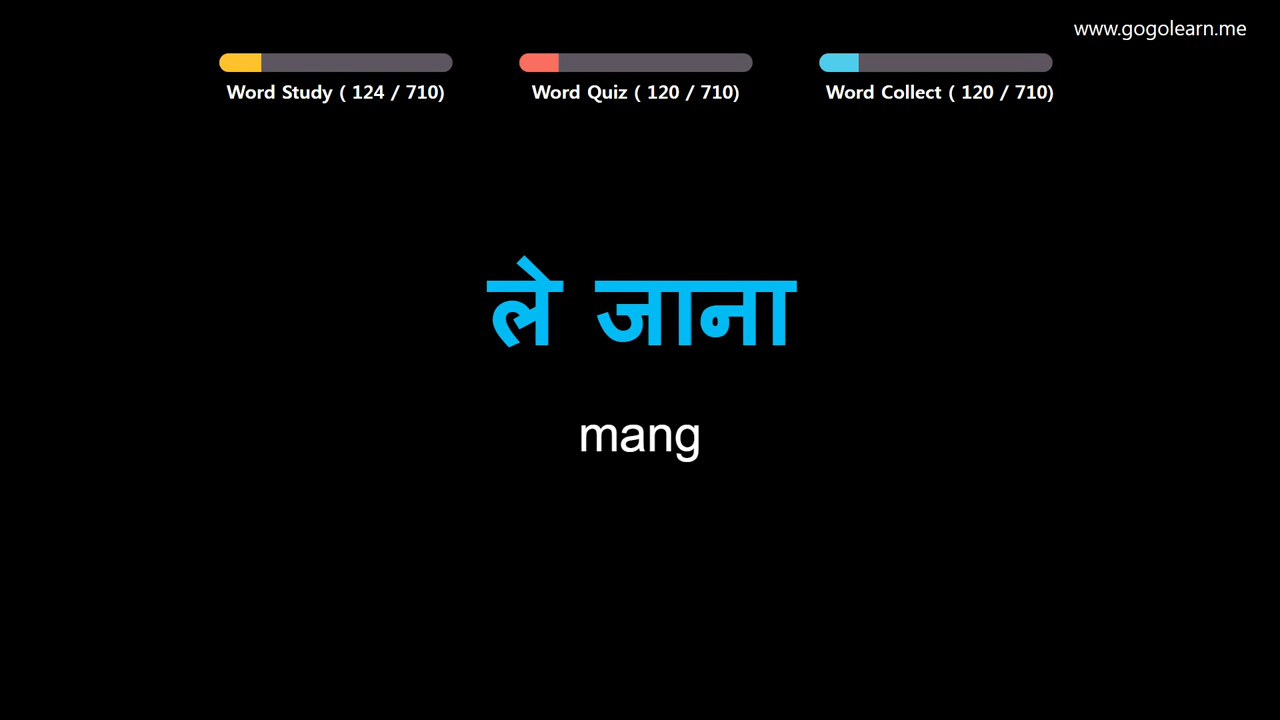 www.gogolearn.me
Word Study ( 124 / 710)
Word Quiz ( 120 / 710)
Word Collect ( 120 / 710)
ले जाना
mang